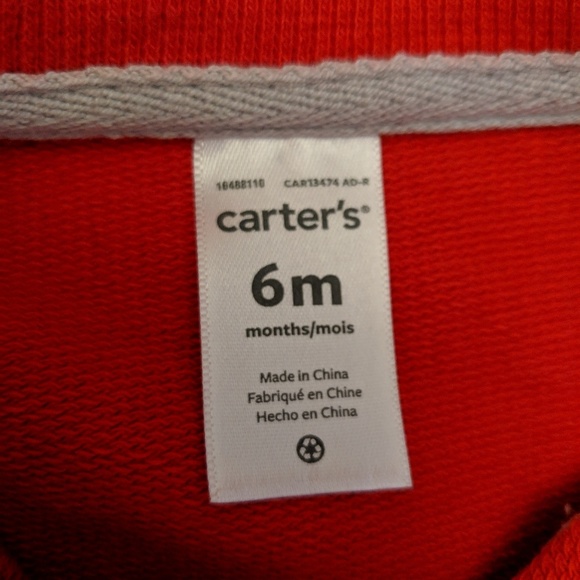 16488110 CAR13474 AD-R
carter's®
6m
months/mois
Made in China
Fabriqué en Chine
Hecho en China